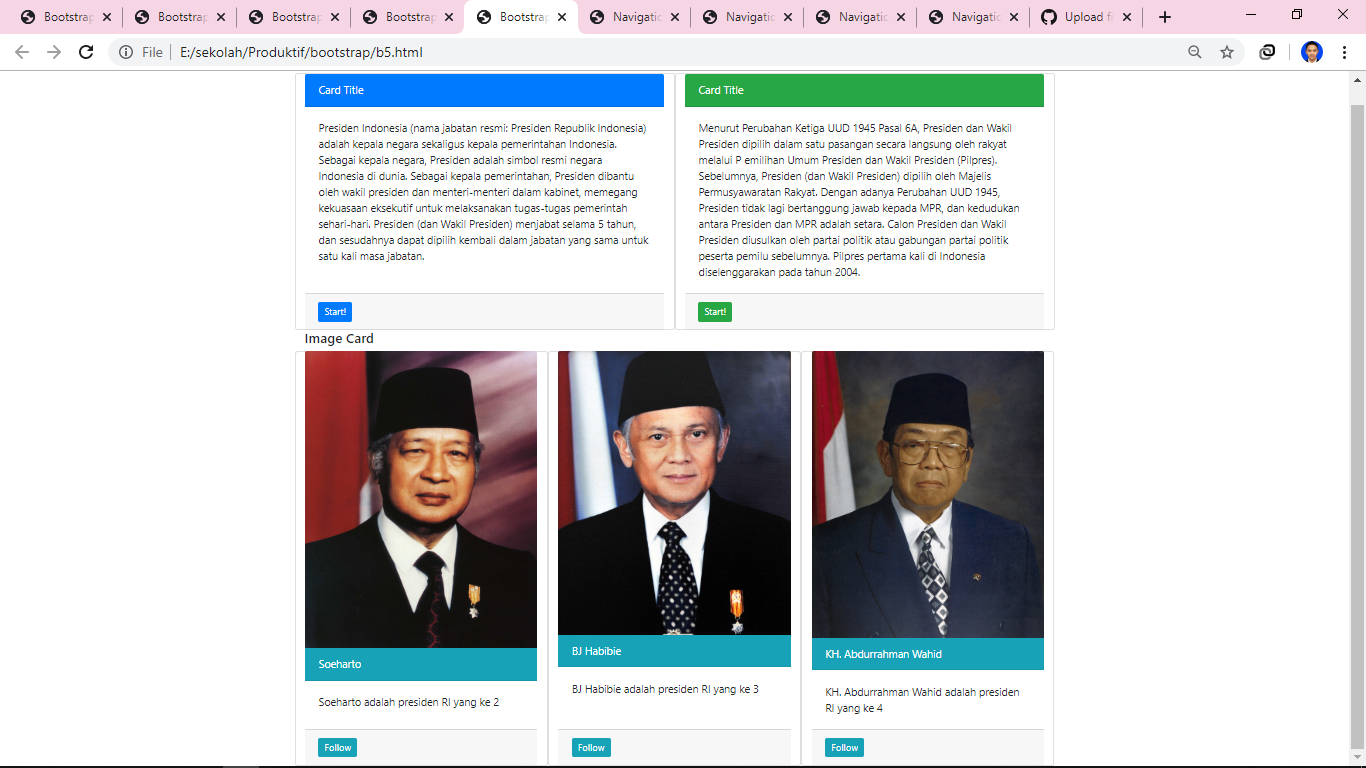 Bootstrap
Bootstrap
Bootstrap
Bootstrap
Bootstrap
Navigatic
Navigatic
Navigatic
Navigatic
Upload fi
File
E:/sekolah/Produktif/bootstrap/b5.html
Card Title
Presiden Indonesia (nama jabatan resmi: Presiden Republik Indonesia)
adalah kepala negara sekaligus kepala pemerintahan Indonesia.
Sebagai kepala negara, Presiden adalah simbol resmi negara
Indonesia di dunia. Sebagai kepala pemerintahan, Presiden dibantu
oleh wakil presiden dan menteri-menteri dalam kabinet, memegang
kekuasaan eksekutif untuk melaksanakan tugas-tugas pemerintah
sehari-hari. Presiden (dan Wakil Presiden) menjabat selama 5 tahun,
dan sesudahnya dapat dipilih kembali dalam jabatan yang sama untuk
satu kali masa jabatan.
Start!
Card Title
Menurut Perubahan Ketiga UUD 1945 Pasal 6A, Presiden dan Wakil
Presiden dipilih dalam satu pasangan secara langsung oleh rakyat
melalui P emilihan Umum Presiden dan Wakil Presiden (Pilpres).
Sebelumnya, Presiden (dan Wakil Presiden) dipilih oleh Majelis
Permusyawaratan Rakyat. Dengan adanya Perubahan UUD 1945,
Presiden tidak lagi bertanggung jawab kepada MPR, dan kedudukan
antara Presiden dan MPR adalah setara. Calon Presiden dan Wakil
Presiden diusulkan oleh partai politik atau gabungan partai politik
peserta pemilu sebelumnya. Pilpres pertama kali di Indonesia
diselenggarakan pada tahun 2004.
Start!
Image Card
Soeharto
Soeharto adalah presiden RI yang ke 2
Follow
BJ Habibie
BJ Habibie adalah presiden RI yang ke 3
Follow
KH. Abdurrahman Wahid
KH. Abdurrahman Wahid adalah presiden
RI yang ke 4
Follow